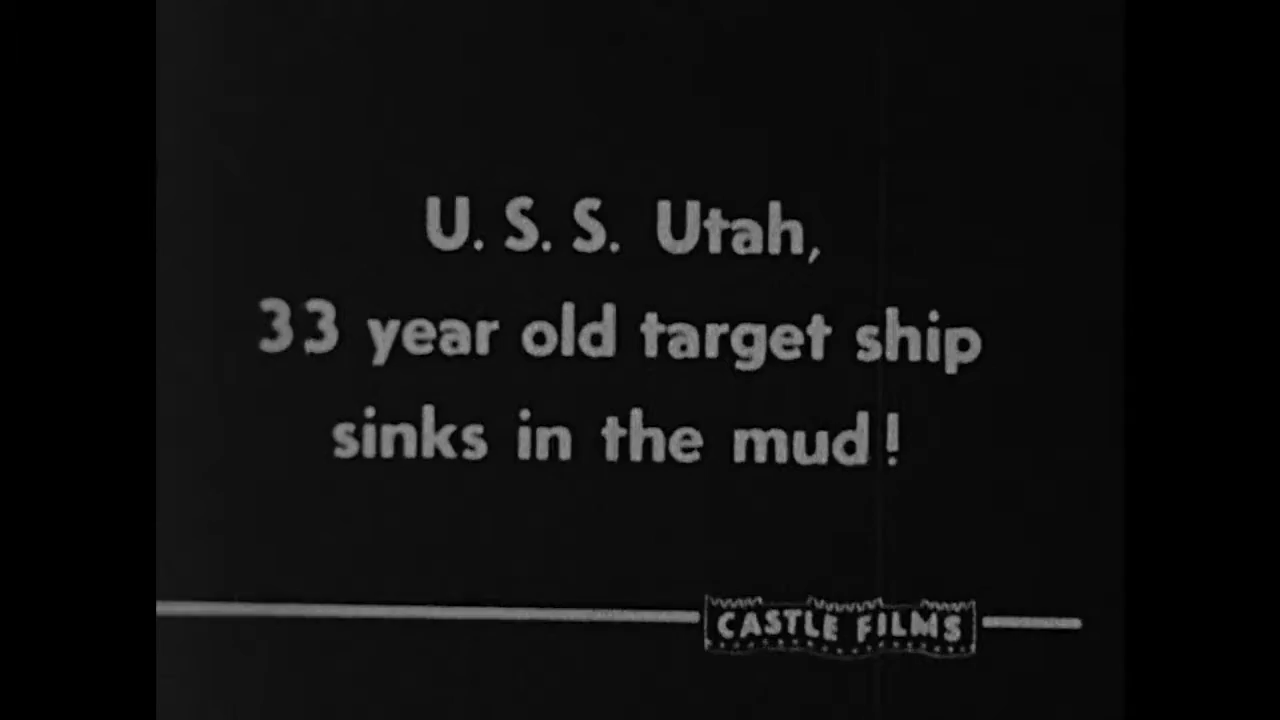 U. S. S. Utah,
33 year old target ship
sinks in the mud!
CASTLE FILMS